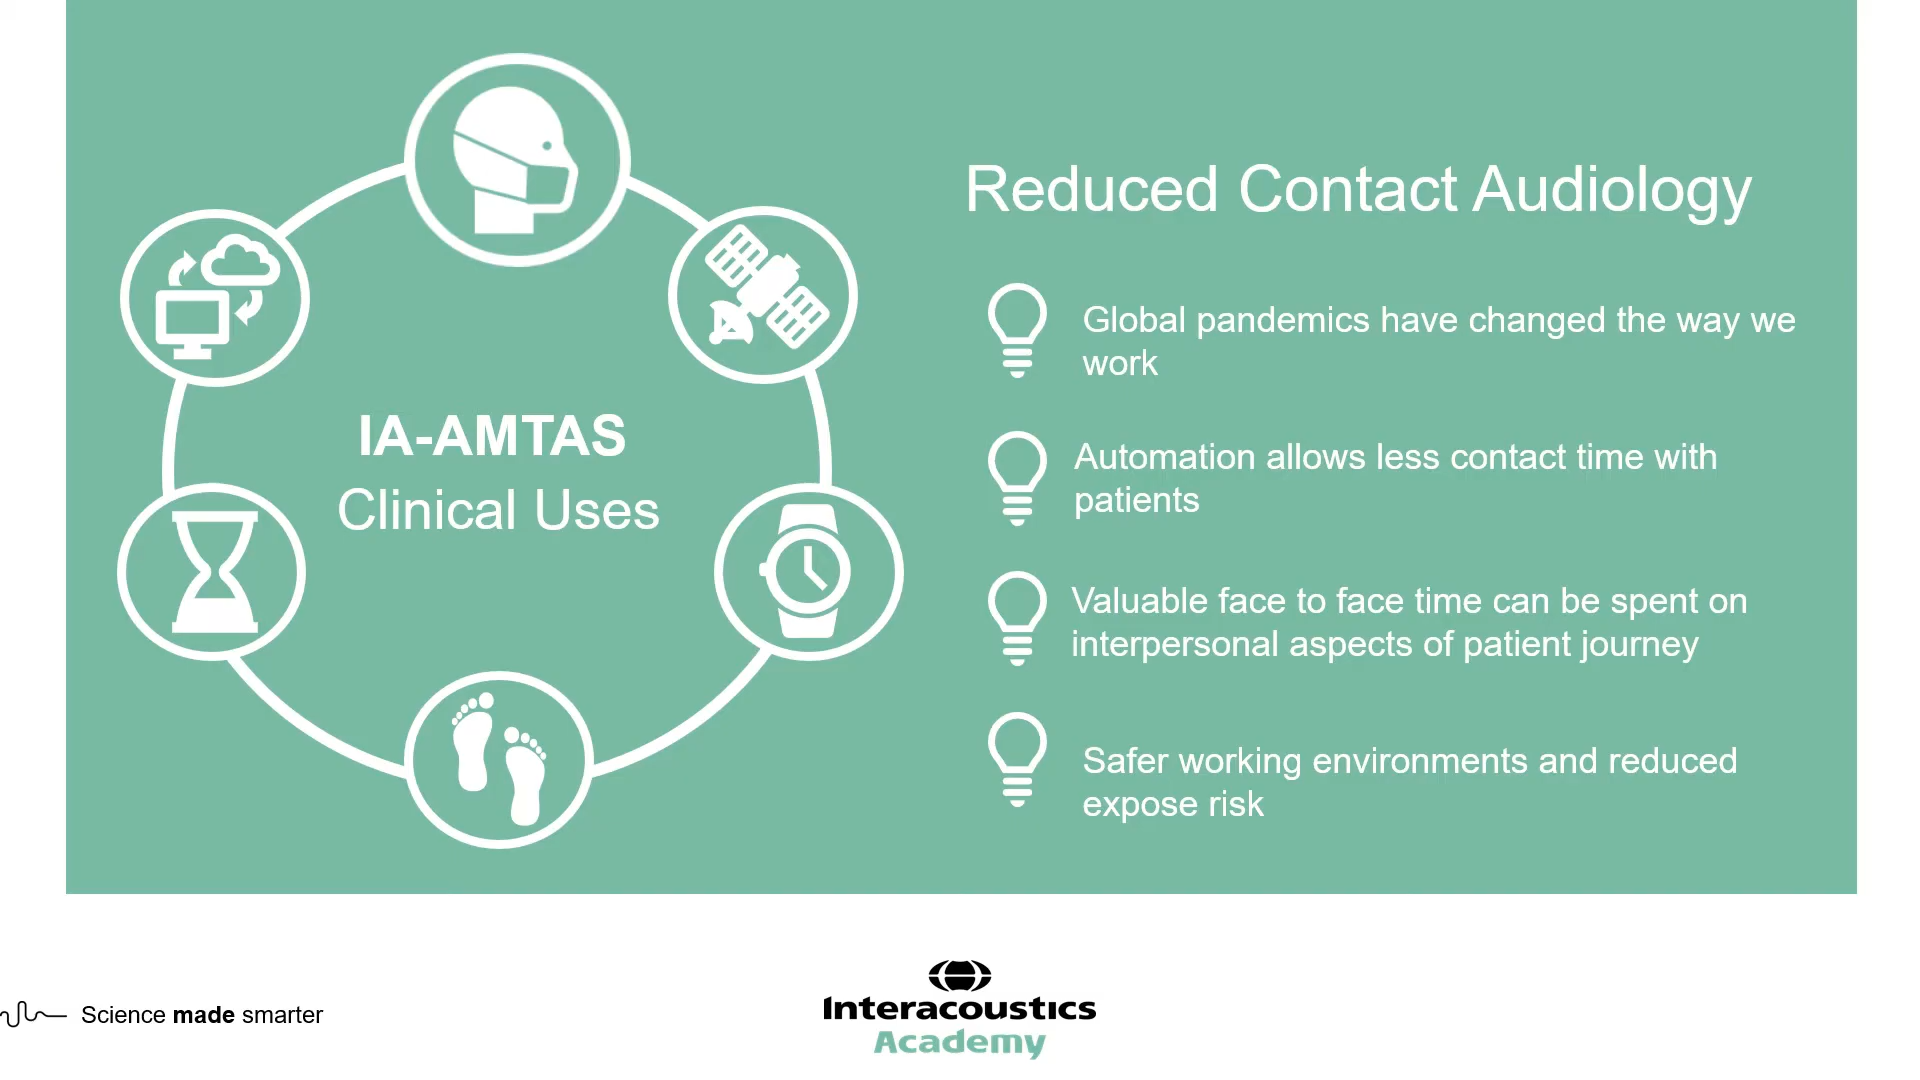 IA-AMTAS
Clinical Uses
Reduced Contact Audiology
Global pandemics have changed the way we
work
Automation allows less contact time with
patients
Valuable face to face time can be spent on
interpersonal aspects of patient journey
Safer working environments and reduced
expose risk
Science made smarter
Interacoustics
Academy